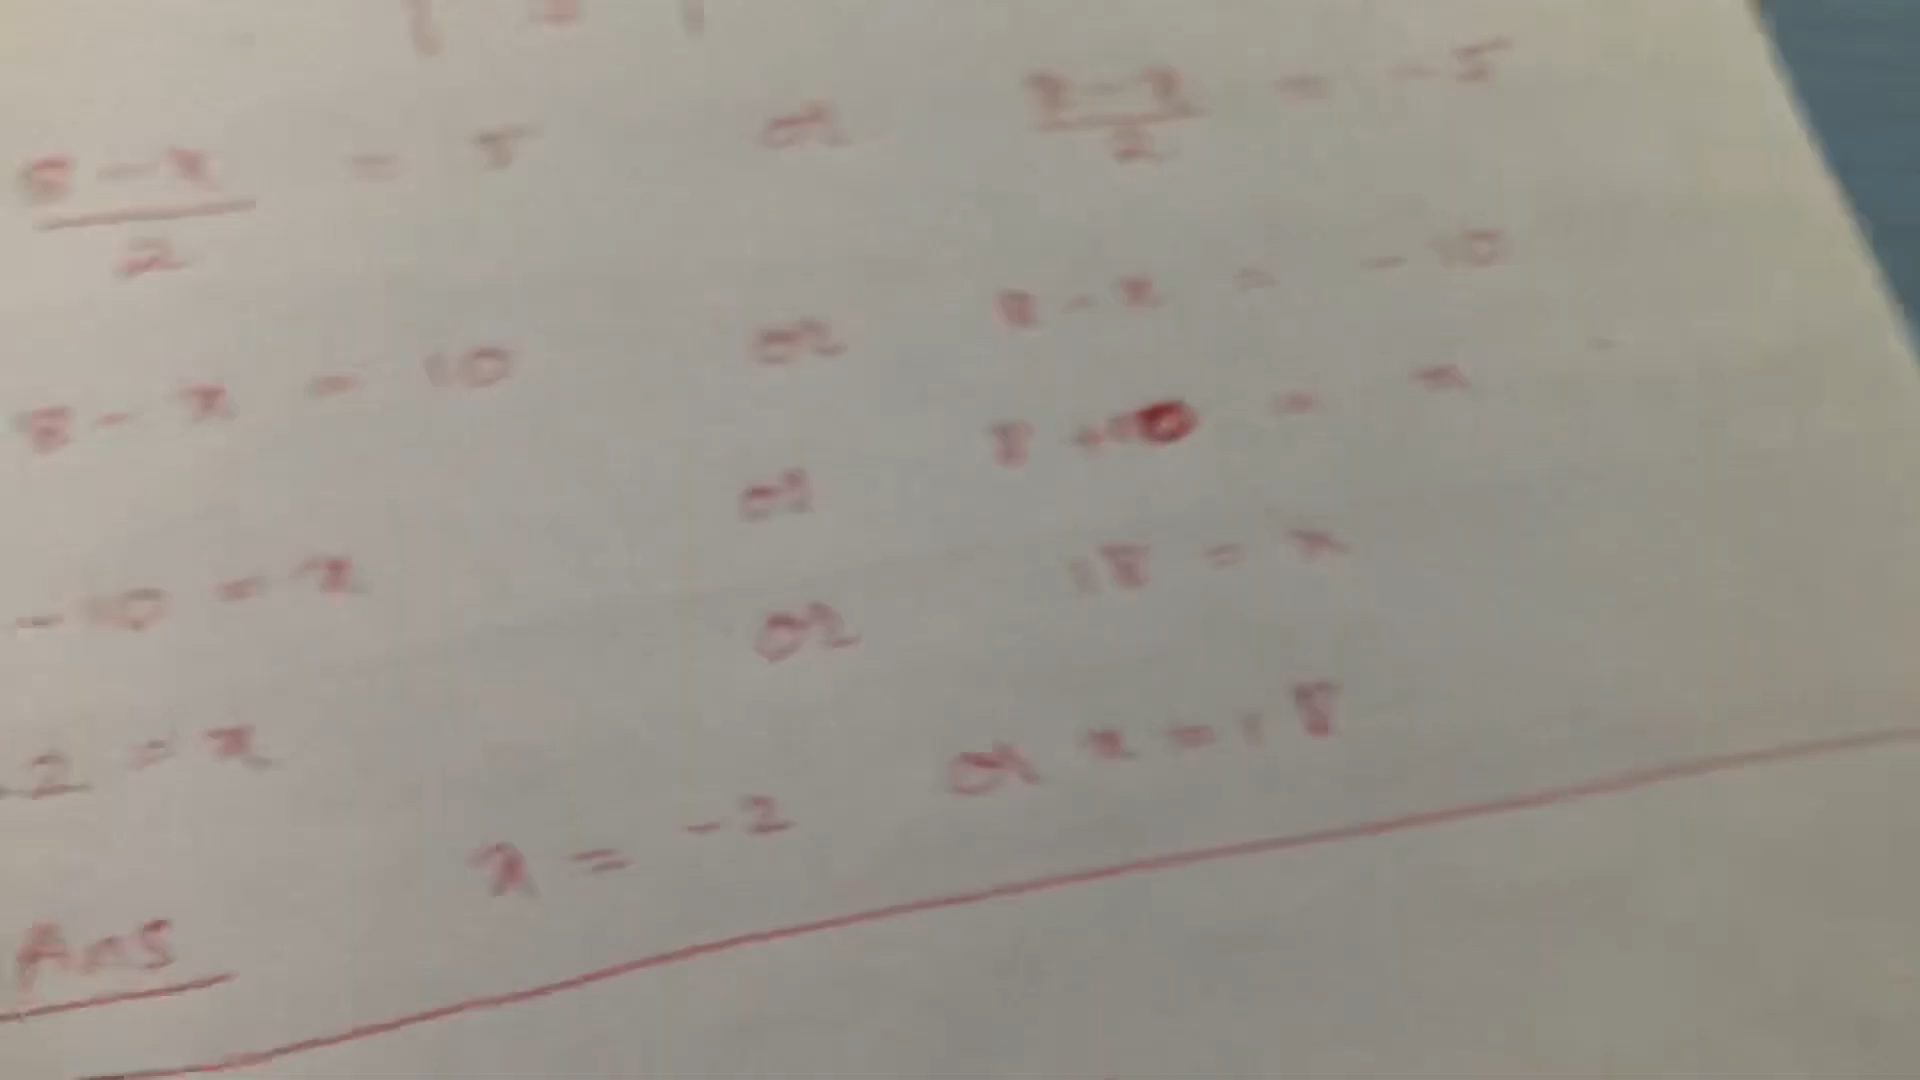 8 - x / 2 = 5 or 8 - x / 2 = -5
8 - x = 10 or 8 - x = -10
or 8 + 10 = x
- 10 = x or 18 = x
-2 = x
x = -2 or x = 18
Ans